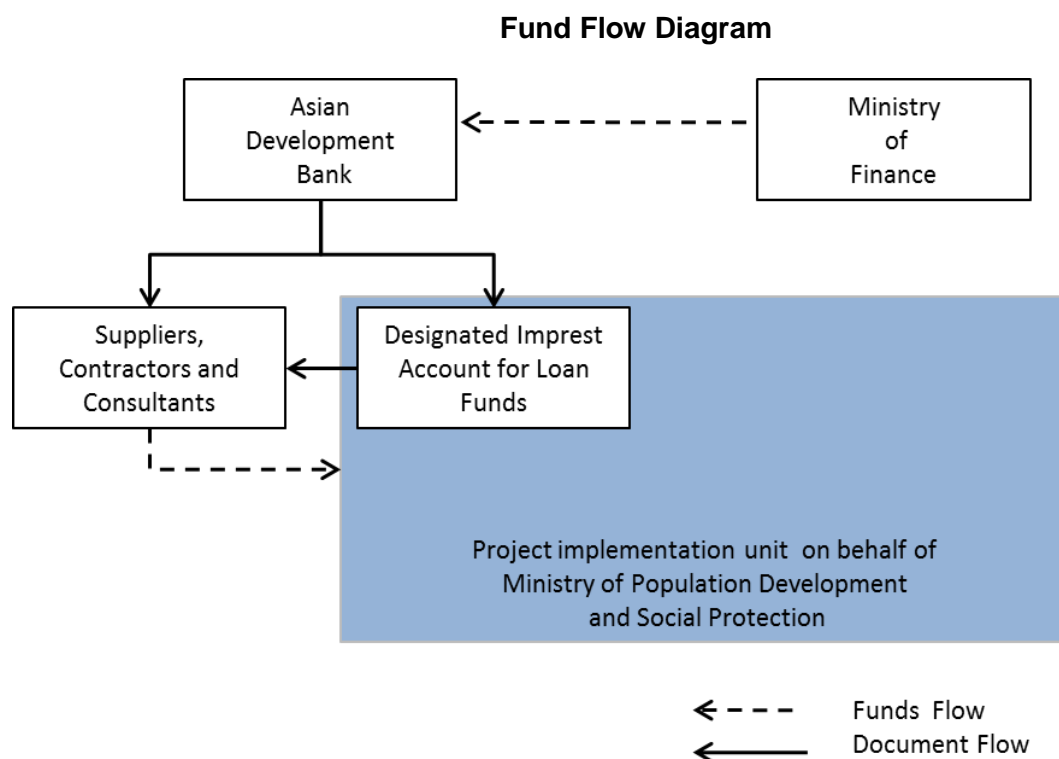 Fund Flow Diagram
Asian
Development
Bank
Ministry
of
Finance
Suppliers,
Contractors and
Consultants
Designated Imprest
Account for Loan
Funds
Project implementation unit on behalf of
Ministry of Population Development
and Social Protection
Funds Flow
Document Flow